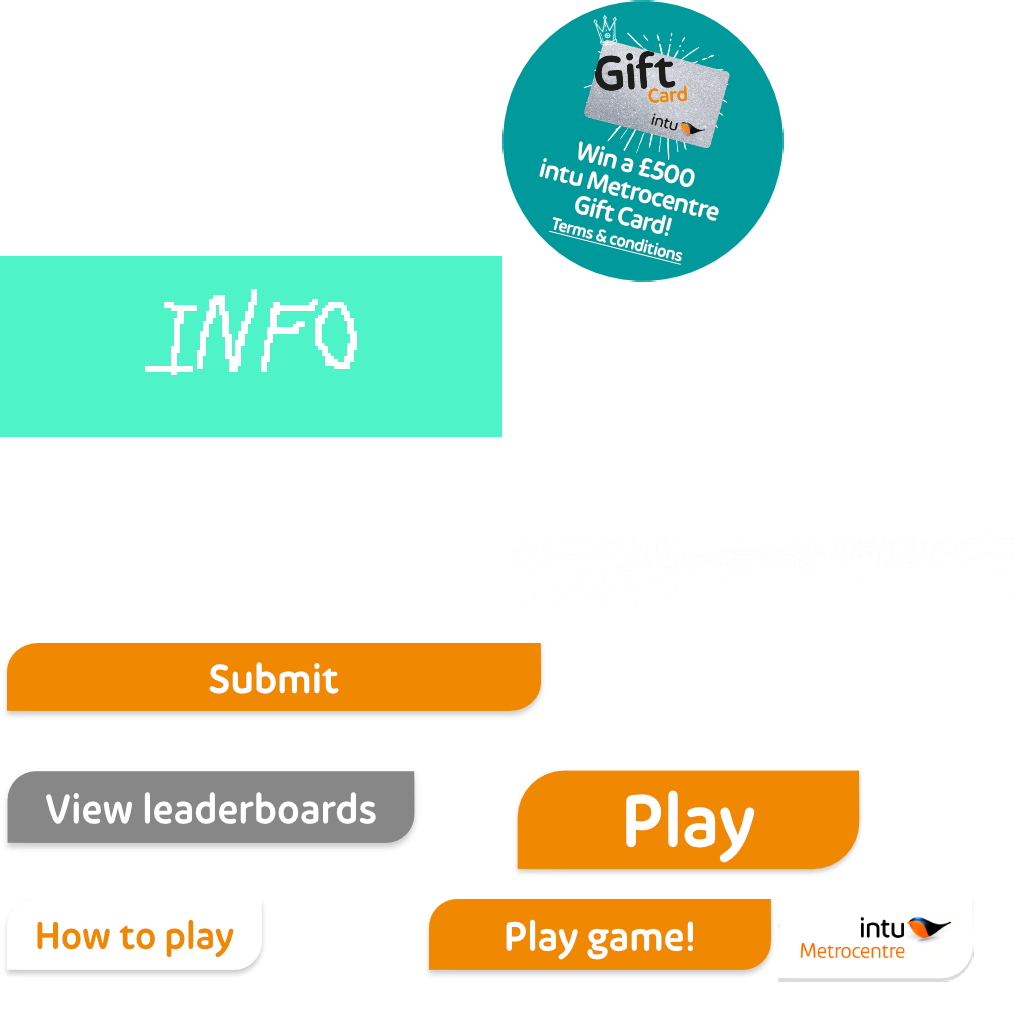 Gift
Card
intu
Win a £500
intu Metrocentre
Gift Card!
Terms & conditions
INFO
Submit
View leaderboards
Play
How to play
Play game!
intu
Metrocentre